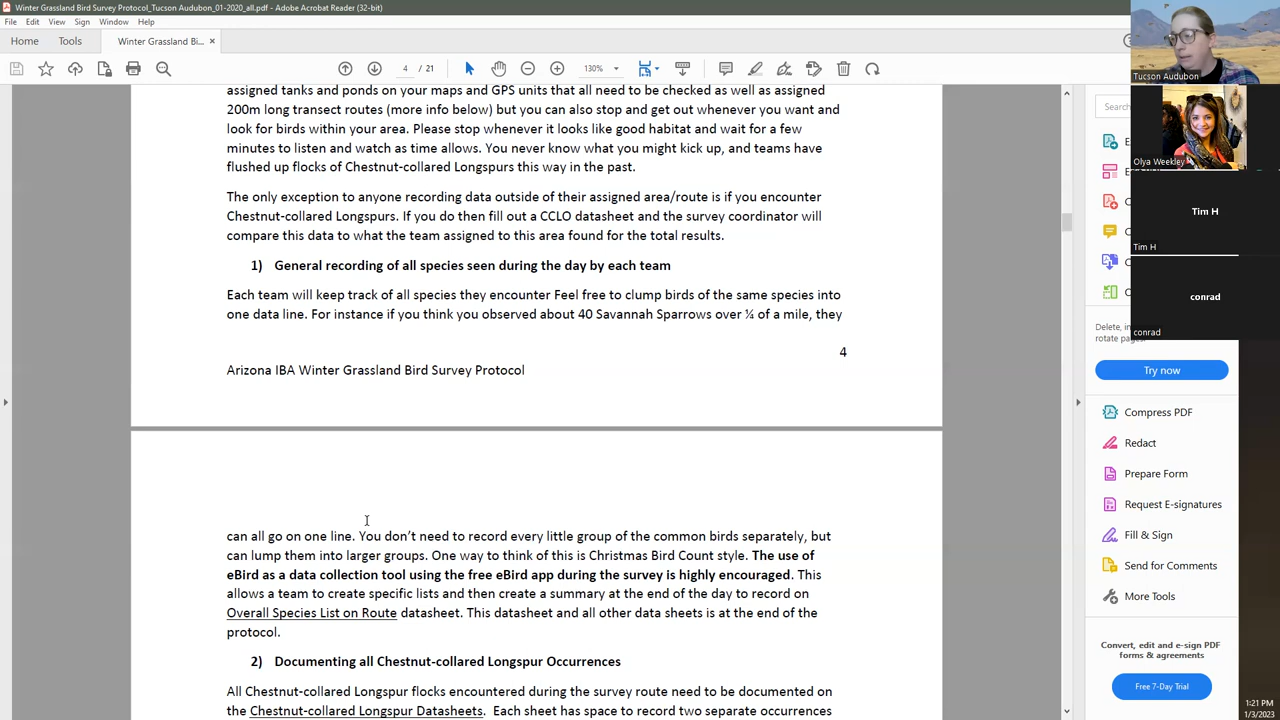 Winter Grassland Bird Survey Protocol_Tucson Audubon_01-2020_all.pdf - Adobe Acrobat Reader (32-bit)
File Edit View Sign Window Help
Home Tools Winter Grassland Bi... ×
4 / 21 130%
assigned tanks and ponds on your map and GPS units that all need to be checked as well as assigned
200m long transect routes (more info below) but you can also stop and get out whenever you want and
look for birds within your area. Please stop whenever it looks like good habitat and wait for a few
minutes to listen and watch as time allows. You never know what you might kick up, and teams have
flushed up flocks of Chestnut-collared Longspurs this way in the past.
The only exception to anyone recording data outside of their assigned area/route is if you encounter
Chestnut-collared Longspurs. If you do then fill out a CCLO datasheet and the survey coordinator will
compare this data to what the team assigned to this area found for the total results.
1) General recording of all species seen during the day by each team
Each team will keep track of all species they encounter Feel free to clump birds of the same species into
one data line. For instance if you think you observed about 40 Savannah Sparrows over ¼ of a mile, they
4
Arizona IBA Winter Grassland Bird Survey Protocol
can all go on one line. You don't need to record every little group of the common birds separately, but
can lump them into larger groups. One way to think of this is Christmas Bird Count style. The use of
eBird as a data collection tool using the free eBird app during the survey is highly encouraged. This
allows a team to create specific lists and then create a summary at the end of the day to record on
Overall Species List on Route datasheet. This datasheet and all other data sheets is at the end of the
protocol.
2) Documenting all Chestnut-collared Longspur Occurrences
All Chestnut-collared Longspur flocks encountered during the survey route need to be documented on
the Chestnut-collared Longspur Datasheets. Each sheet has space to record two separate occurrences
Search
Delete, in
rotate pages.
Try now
Compress PDF
Redact
Prepare Form
Request E-signatures
Fill & Sign
Send for Comments
More Tools
Convert, edit and e-sign PDF
forms & agreements
Free 7-Day Trial
Tucson Audubon
Olya Weekley
Tim H
Tim H
conrad
conrad
1:21 PM
1/3/2023